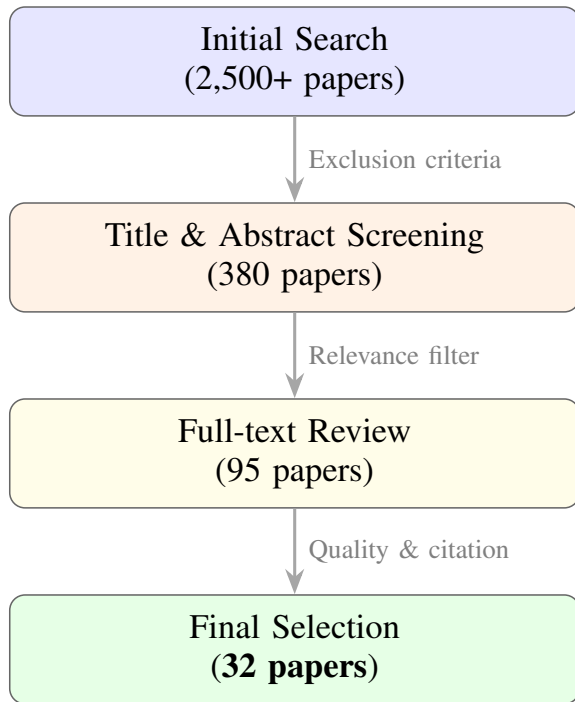 Initial Search
(2,500+ papers)
Exclusion criteria
Title & Abstract Screening
(380 papers)
Relevance filter
Full-text Review
(95 papers)
Quality & citation
Final Selection
(32 papers)